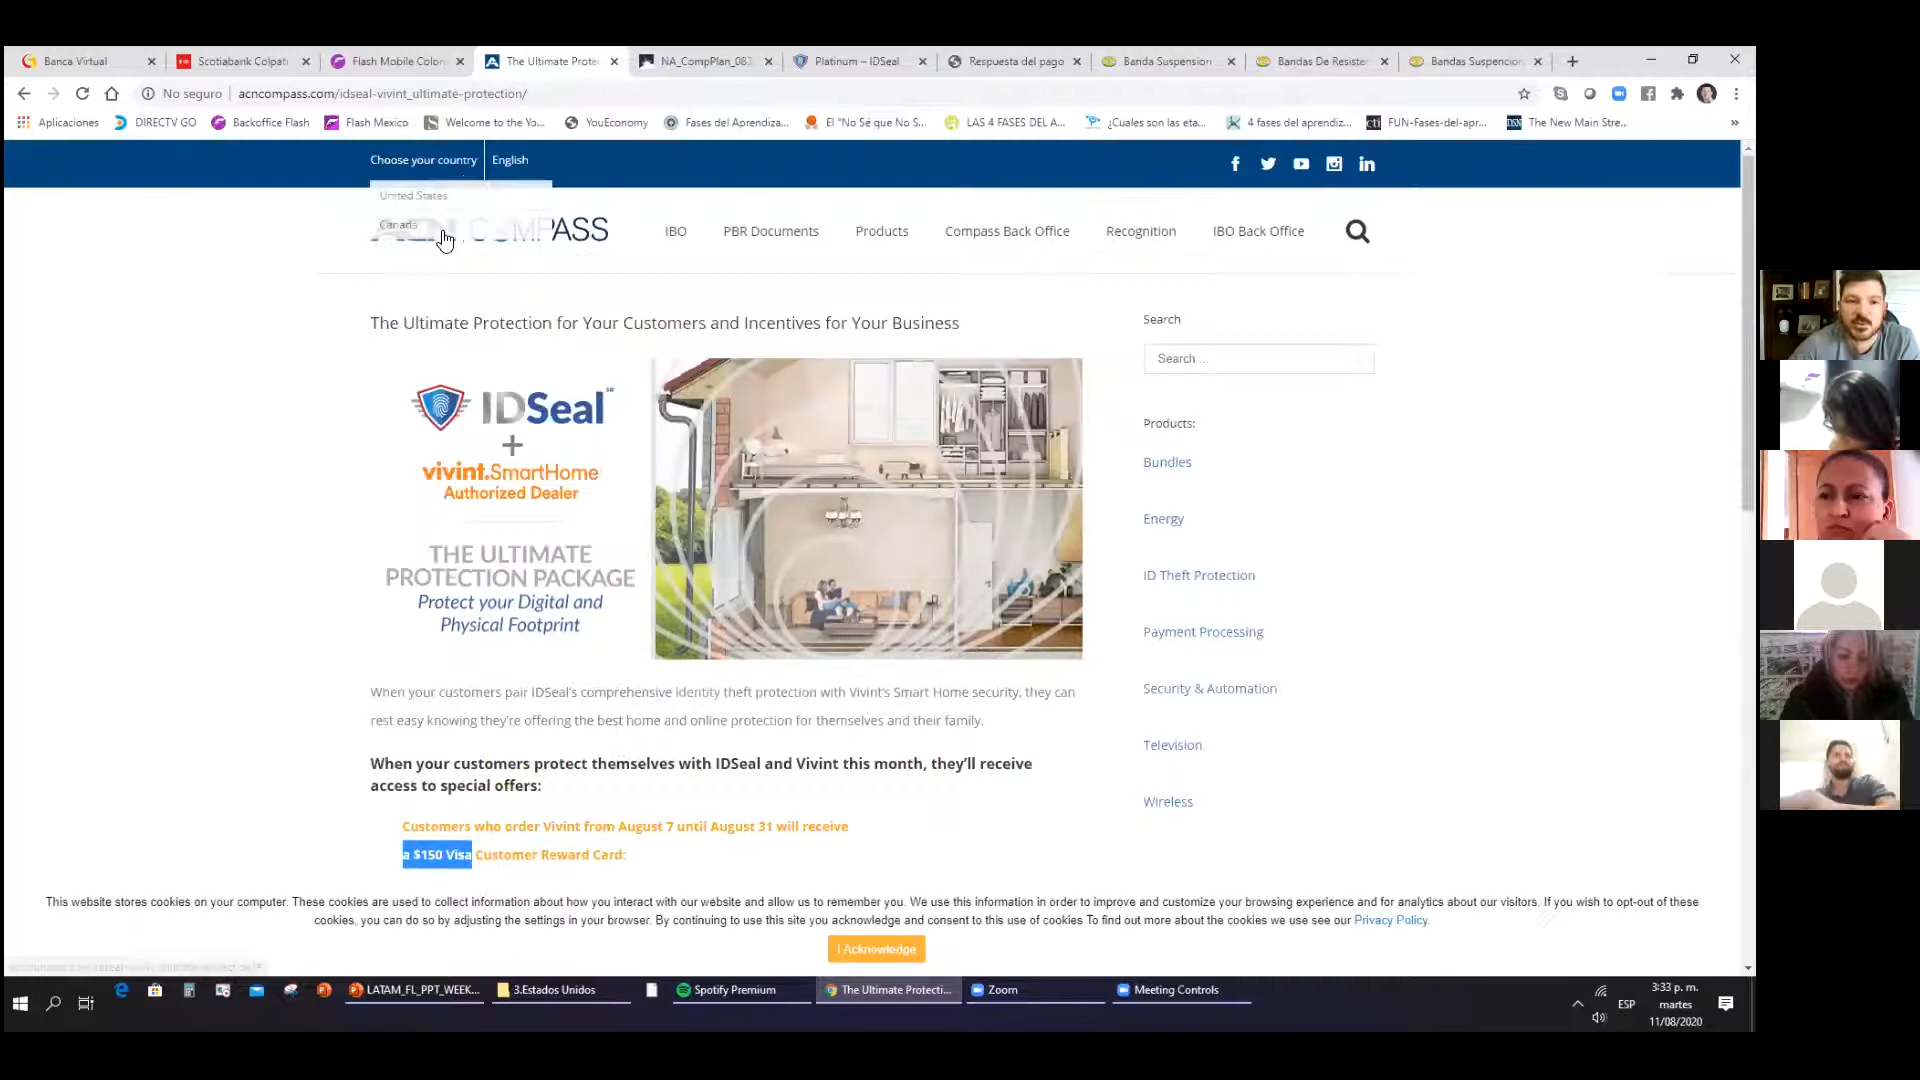 Banca Virtual
Scotiabank Colpati
Flash Mobile Colon
The Ultimate Protec
NA_CompPlan_083
Platinum – IDSeal
Respuesta del pago
Banda Suspension
Bandas De Resister
Bandas Suspencion
No seguro
acncompass.com/idseal-vivint_ultimate-protection/
Aplicaciones
DIRECTV GO
Backoffice Flash
Flash Mexico
Welcome to the Yo...
YouEconomy
Fases del Aprendiza...
El "No Sé que No S...
LAS 4 FASES DEL A...
¿Cuales son las eta...
4 fases del aprendiz...
FUN-Fases-del-apr...
The New Main Stre...
Choose your country
English
United States
Canada
COMPASS
IBO
PBR Documents
Products
Compass Back Office
Recognition
IBO Back Office
The Ultimate Protection for Your Customers and Incentives for Your Business
Search
Search ...
IDSeal
SM
+
vivint.SmartHome
Authorized Dealer
THE ULTIMATE
PROTECTION PACKAGE
Protect your Digital and
Physical Footprint
Products:
Bundles
Energy
ID Theft Protection
Payment Processing
Security & Automation
Television
Wireless
When your customers pair IDSeal's comprehensive identity theft protection with Vivint's Smart Home security, they can
rest easy knowing they're offering the best home and online protection for themselves and their family.
When your customers protect themselves with IDSeal and Vivint this month, they'll receive
access to special offers:
Customers who order Vivint from August 7 until August 31 will receive
a $150 Visa Customer Reward Card:
This website stores cookies on your computer. These cookies are used to collect information about how you interact with our website and allow us to remember you. We use this information in order to improve and customize your browsing experience and for analytics about our visitors. If you wish to opt-out of these
cookies, you can do so by adjusting the settings in your browser. By continuing to use this site you acknowledge and consent to this use of cookies To find out more about the cookies we use see our Privacy Policy.
I Acknowledge
LATAM_FL_PPT_WEEK...
3.Estados Unidos
Spotify Premium
The Ultimate Protecti...
Zoom
Meeting Controls
ESP
3:33 p. m.
martes
11/08/2020